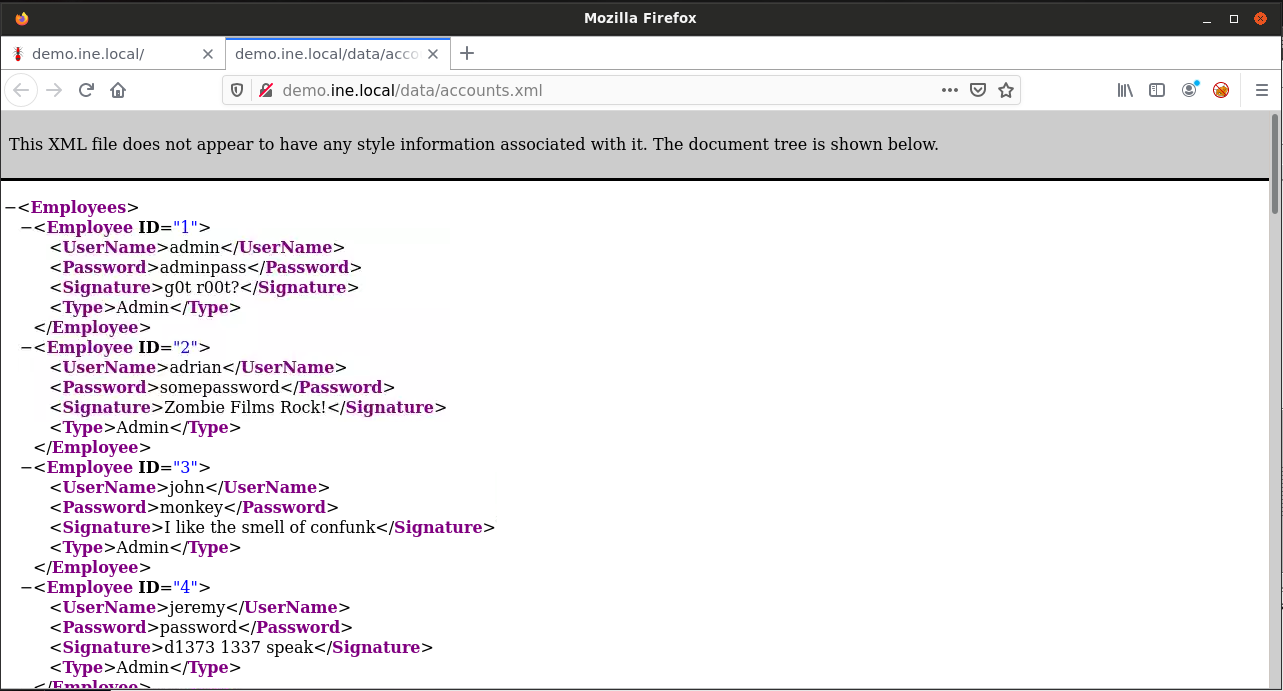 Mozilla Firefox
demo.ine.local/
demo.ine.local/data/acco
demo.ine.local/data/accounts.xml
This XML file does not appear to have any style information associated with it. The document tree is shown below.
−<Employees>
−<Employee ID="1">
<UserName>admin</UserName>
<Password>adminpass</Password>
<Signature>g0t r00t?</Signature>
<Type>Admin</Type>
</Employee>
−<Employee ID="2">
<UserName>adrian</UserName>
<Password>somepassword</Password>
<Signature>Zombie Films Rock!</Signature>
<Type>Admin</Type>
</Employee>
−<Employee ID="3">
<UserName>john</UserName>
<Password>monkey</Password>
<Signature>I like the smell of confunk</Signature>
<Type>Admin</Type>
</Employee>
−<Employee ID="4">
<UserName>jeremy</UserName>
<Password>password</Password>
<Signature>d1373 1337 speak</Signature>
<Type>Admin</Type>
</Employee>